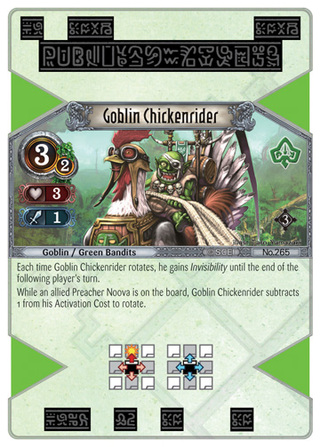 Goblin Chickenrider
3
2
3
1
3
Goblin / Green Bandits
SCE
No.265
Each time Goblin Chickenrider rotates, he gains Invisibility until the end of the
following player's turn.
While an allied Preacher Noova is on the board, Goblin Chickenrider subtracts
1 from his Activation Cost to rotate.